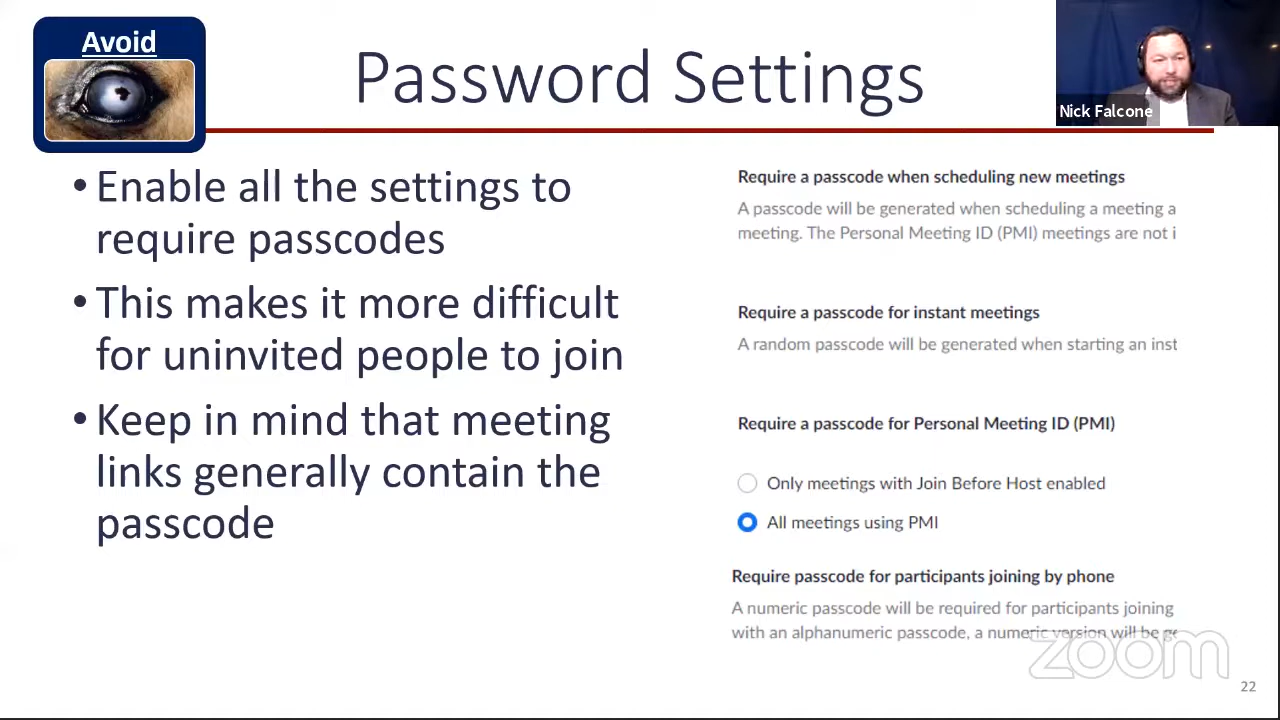 Avoid
Password Settings
Nick Falcone
• Enable all the settings to
require passcodes
• This makes it more difficult
for uninvited people to join
• Keep in mind that meeting
links generally contain the
passcode
Require a passcode when scheduling new meetings
A passcode will be generated when scheduling a meeting a
meeting. The Personal Meeting ID (PMI) meetings are not i
Require a passcode for instant meetings
A random passcode will be generated when starting an inst
Require a passcode for Personal Meeting ID (PMI)
Only meetings with Join Before Host enabled
All meetings using PMI
Require passcode for participants joining by phone
A numeric passcode will be required for participants joining
with an alphanumeric passcode, a numeric version will be ge
zoom
22